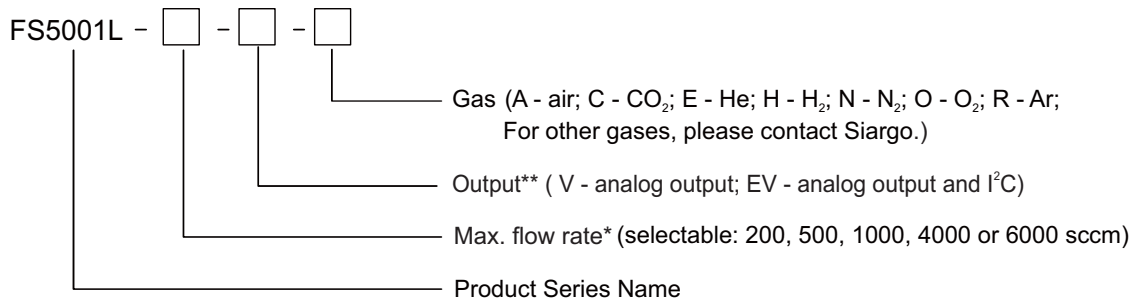 FS5001L - □ - □ - □
Gas (A - air; C - CO₂; E - He; H - H₂; N - N₂; O - O₂; R - Ar;
For other gases, please contact Siargo.)
Output** ( V - analog output; EV - analog output and I²C)
Max. flow rate* (selectable: 200, 500, 1000, 4000 or 6000 sccm)
Product Series Name